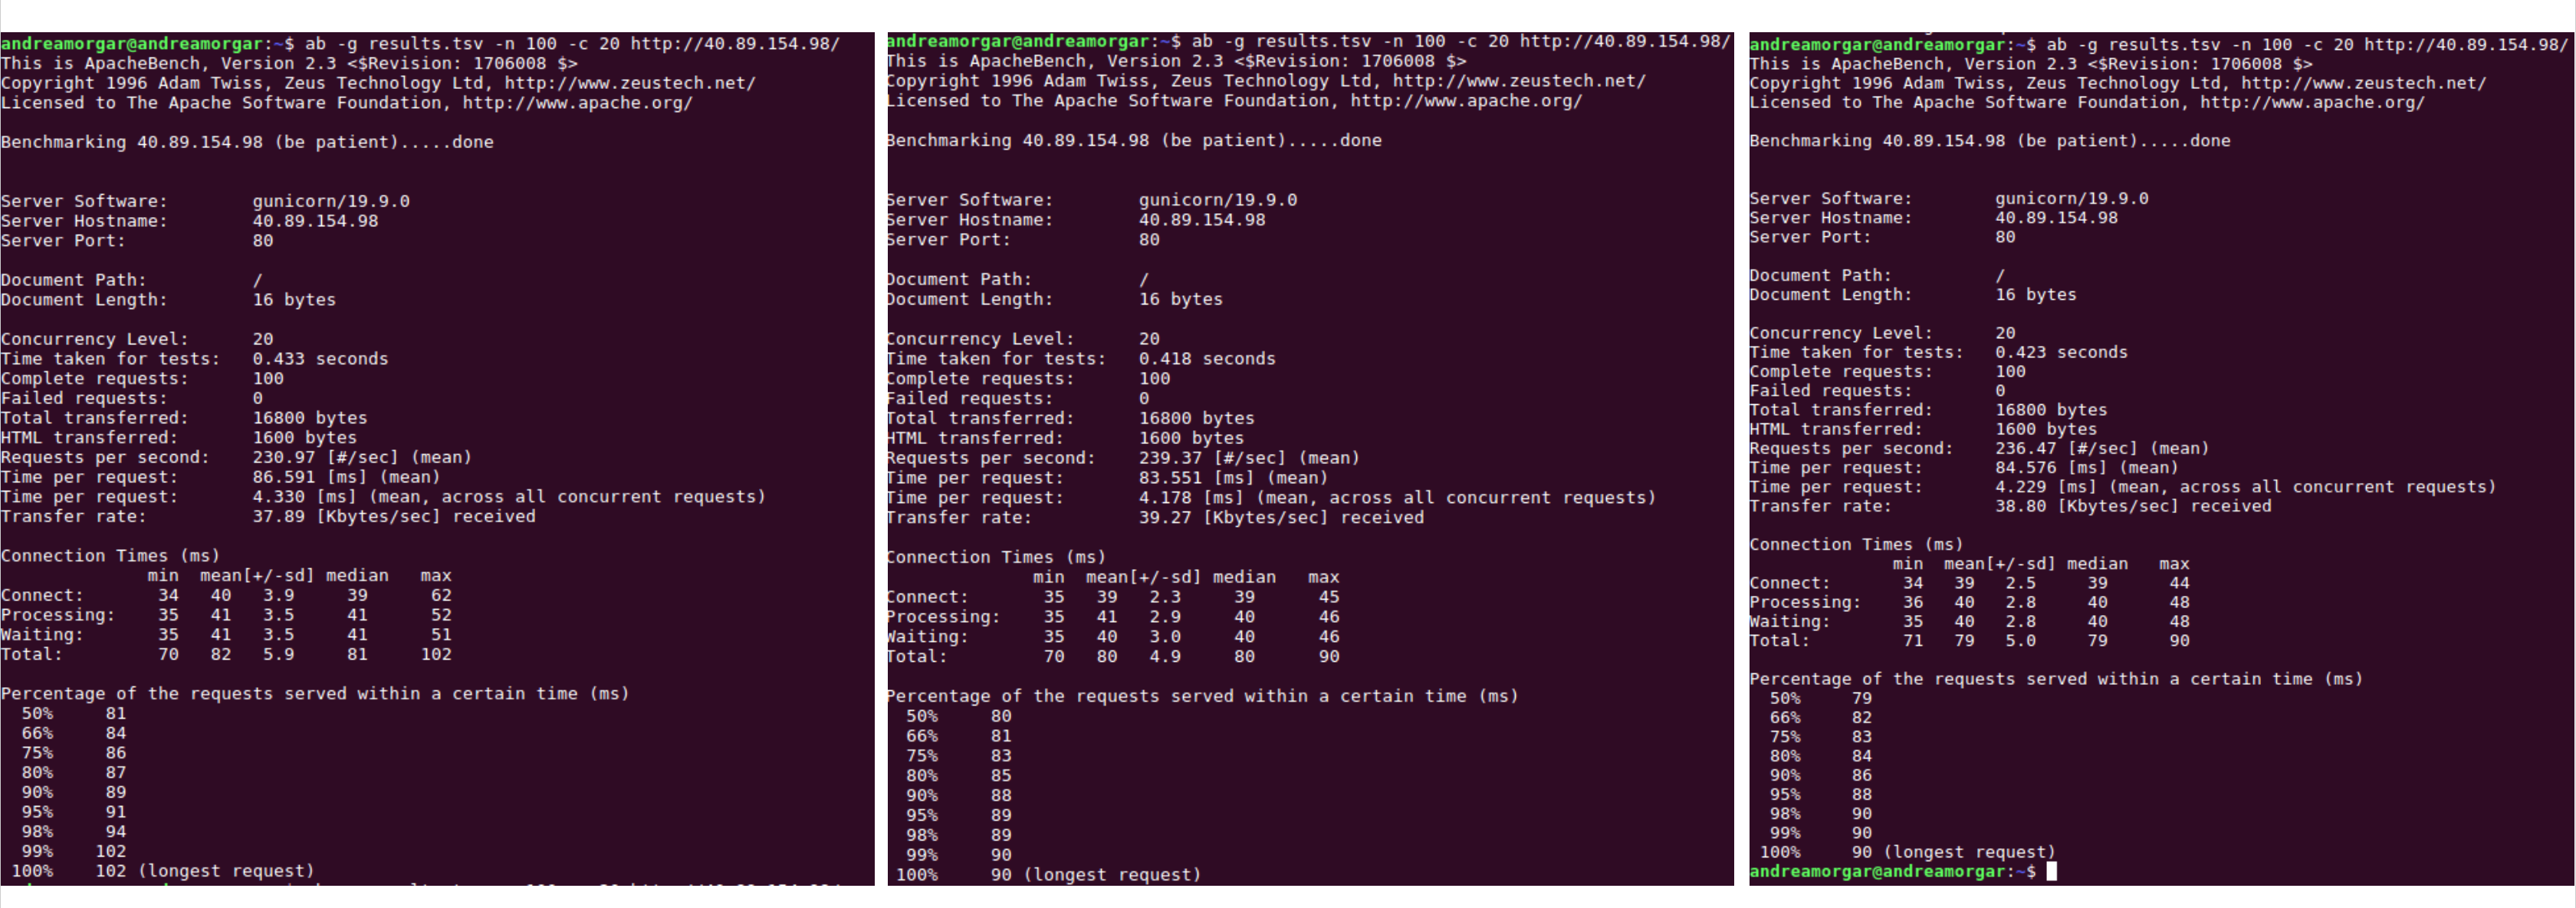 andreamorgar@andreamorgar:~$ ab -g results.tsv -n 100 -c 20 http://40.89.154.98/
This is ApacheBench, Version 2.3 <$Revision: 1706008 $>
Copyright 1996 Adam Twiss, Zeus Technology Ltd, http://www.zeustech.net/
Licensed to The Apache Software Foundation, http://www.apache.org/

Benchmarking 40.89.154.98 (be patient).....done

Server Software:        gunicorn/19.9.0
Server Hostname:        40.89.154.98
Server Port:            80

Document Path:          /
Document Length:        16 bytes

Concurrency Level:      20
Time taken for tests:   0.433 seconds
Complete requests:      100
Failed requests:        0
Total transferred:      16800 bytes
HTML transferred:       1600 bytes
Requests per second:    230.97 [#/sec] (mean)
Time per request:       86.591 [ms] (mean)
Time per request:       4.330 [ms] (mean, across all concurrent requests)
Transfer rate:          37.89 [Kbytes/sec] received

Connection Times (ms)
              min  mean[+/-sd] median   max
Connect:       34   40   3.9     39      62
Processing:    35   41   3.5     41      52
Waiting:       35   41   3.5     41      51
Total:         70   82   5.9     81     102

Percentage of the requests served within a certain time (ms)
  50%     81
  66%     84
  75%     86
  80%     87
  90%     89
  95%     91
  98%     94
  99%    102
 100%    102 (longest request)
andreamorgar@andreamorgar:~$ ab -g results.tsv -n 100 -c 20 http://40.89.154.98/
This is ApacheBench, Version 2.3 <$Revision: 1706008 $>
Copyright 1996 Adam Twiss, Zeus Technology Ltd, http://www.zeustech.net/
Licensed to The Apache Software Foundation, http://www.apache.org/

Benchmarking 40.89.154.98 (be patient).....done

Server Software:        gunicorn/19.9.0
Server Hostname:        40.89.154.98
Server Port:            80

Document Path:          /
Document Length:        16 bytes

Concurrency Level:      20
Time taken for tests:   0.418 seconds
Complete requests:      100
Failed requests:        0
Total transferred:      16800 bytes
HTML transferred:       1600 bytes
Requests per second:    239.37 [#/sec] (mean)
Time per request:       83.551 [ms] (mean)
Time per request:       4.178 [ms] (mean, across all concurrent requests)
Transfer rate:          39.27 [Kbytes/sec] received

Connection Times (ms)
              min  mean[+/-sd] median   max
Connect:       35   39   2.3     39      45
Processing:    35   41   2.9     40      46
Waiting:       35   40   3.0     40      46
Total:         70   80   4.9     80      90

Percentage of the requests served within a certain time (ms)
  50%     80
  66%     81
  75%     83
  80%     85
  90%     88
  95%     89
  98%     89
  99%     90
 100%     90 (longest request)
andreamorgar@andreamorgar:~$ ab -g results.tsv -n 100 -c 20 http://40.89.154.98/
This is ApacheBench, Version 2.3 <$Revision: 1706008 $>
Copyright 1996 Adam Twiss, Zeus Technology Ltd, http://www.zeustech.net/
Licensed to The Apache Software Foundation, http://www.apache.org/

Benchmarking 40.89.154.98 (be patient).....done

Server Software:        gunicorn/19.9.0
Server Hostname:        40.89.154.98
Server Port:            80

Document Path:          /
Document Length:        16 bytes

Concurrency Level:      20
Time taken for tests:   0.423 seconds
Complete requests:      100
Failed requests:        0
Total transferred:      16800 bytes
HTML transferred:       1600 bytes
Requests per second:    236.47 [#/sec] (mean)
Time per request:       84.576 [ms] (mean)
Time per request:       4.229 [ms] (mean, across all concurrent requests)
Transfer rate:          38.80 [Kbytes/sec] received

Connection Times (ms)
              min  mean[+/-sd] median   max
Connect:       34   39   2.5     39      44
Processing:    36   40   2.8     40      48
Waiting:       35   40   2.8     40      48
Total:         71   79   5.0     79      90

Percentage of the requests served within a certain time (ms)
  50%     79
  66%     82
  75%     83
  80%     84
  90%     86
  95%     88
  98%     90
  99%     90
 100%     90 (longest request)
andreamorgar@andreamorgar:~$